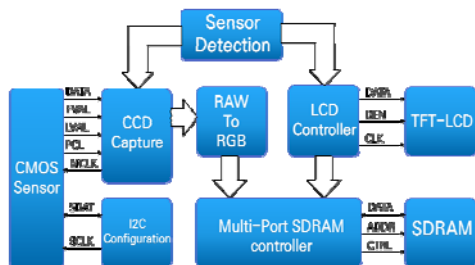 Sensor
Detection
DATA
FVAL
LVAL
PCL
MCLK
CCD
Capture
RAW
To
RGB
LCD
Controller
DATA
DEN
CLK
TFT-LCD
CMOS
Sensor
SDAT
SCLK
I2C
Configuration
Multi-Port SDRAM
controller
DATA
ADDR
CTRL
SDRAM